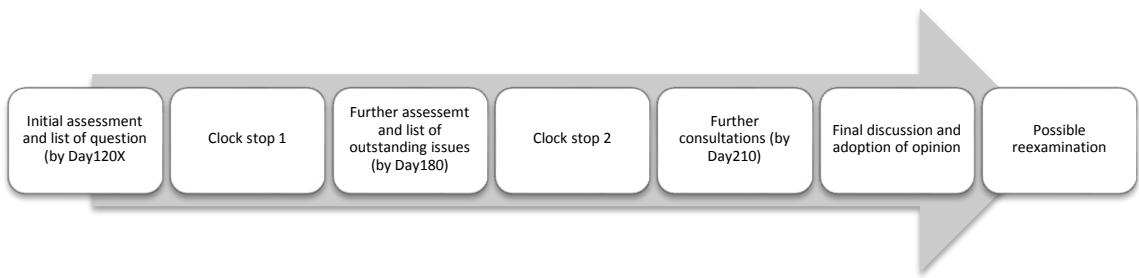 Initial assessment
and list of question
(by Day120X
Clock stop 1
Further assessemt
and list of
outstanding issues
(by Day180)
Clock stop 2
Further
consultations (by
Day210)
Final discussion and
adoption of opinion
Possible
reexamination